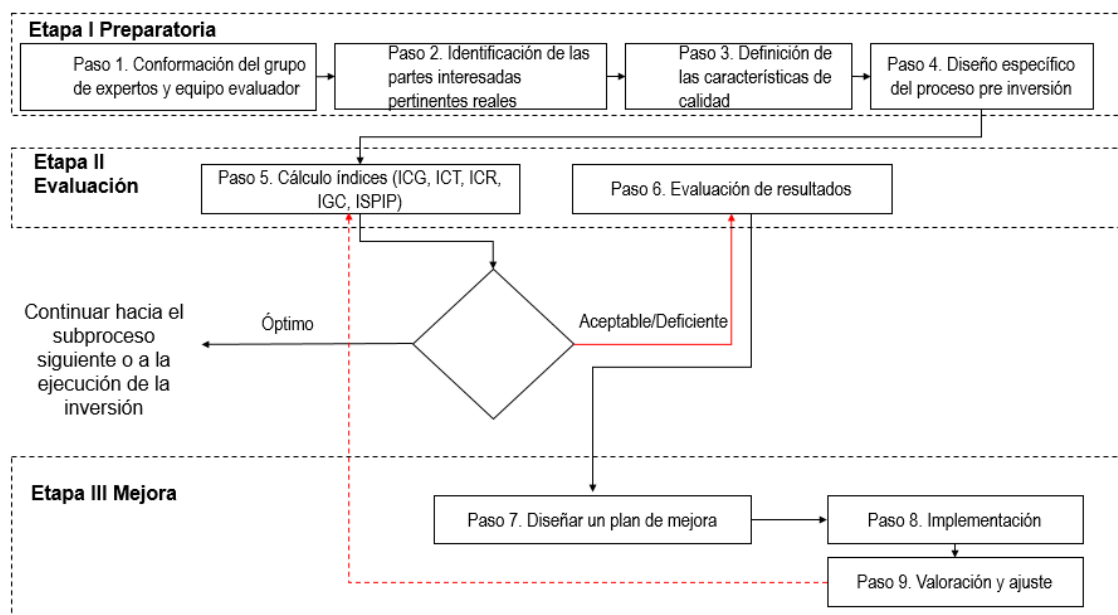 Etapa I Preparatoria
Paso 1. Conformación del grupo
de expertos y equipo evaluador
Paso 2. Identificación de las
partes interesadas
pertinentes reales
Paso 3. Definición de
las características de
calidad
Paso 4. Diseño específico
del proceso pre inversión
Etapa II
Evaluación
Paso 5. Cálculo índices (ICG, ICT, ICR,
IGC, ISPIP)
Paso 6. Evaluación de resultados
Continuar hacia el
subproceso
siguiente o a la
ejecución de la
inversión
Óptimo
Aceptable/Deficiente
Etapa III Mejora
Paso 7. Diseñar un plan de mejora
Paso 8. Implementación
Paso 9. Valoración y ajuste